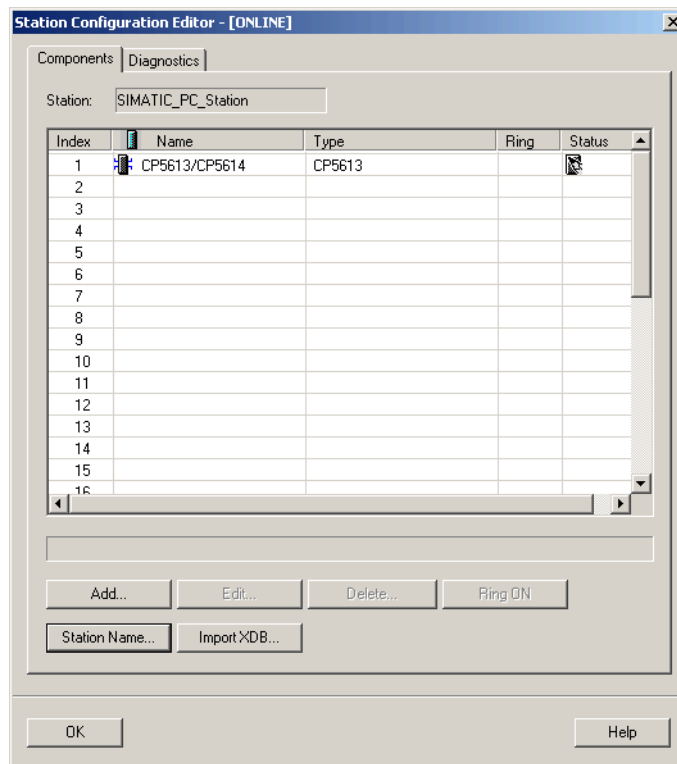 Station Configuration Editor - [ONLINE]
Components Diagnostics
Station: SIMATIC_PC_Station
Index Name Type Ring Status
1 CP5613/CP5614 CP5613
2
3
4
5
6
7
8
9
10
11
12
13
14
15
16
Add... Edit... Delete... Ring ON
Station Name... Import XDB...
OK Help